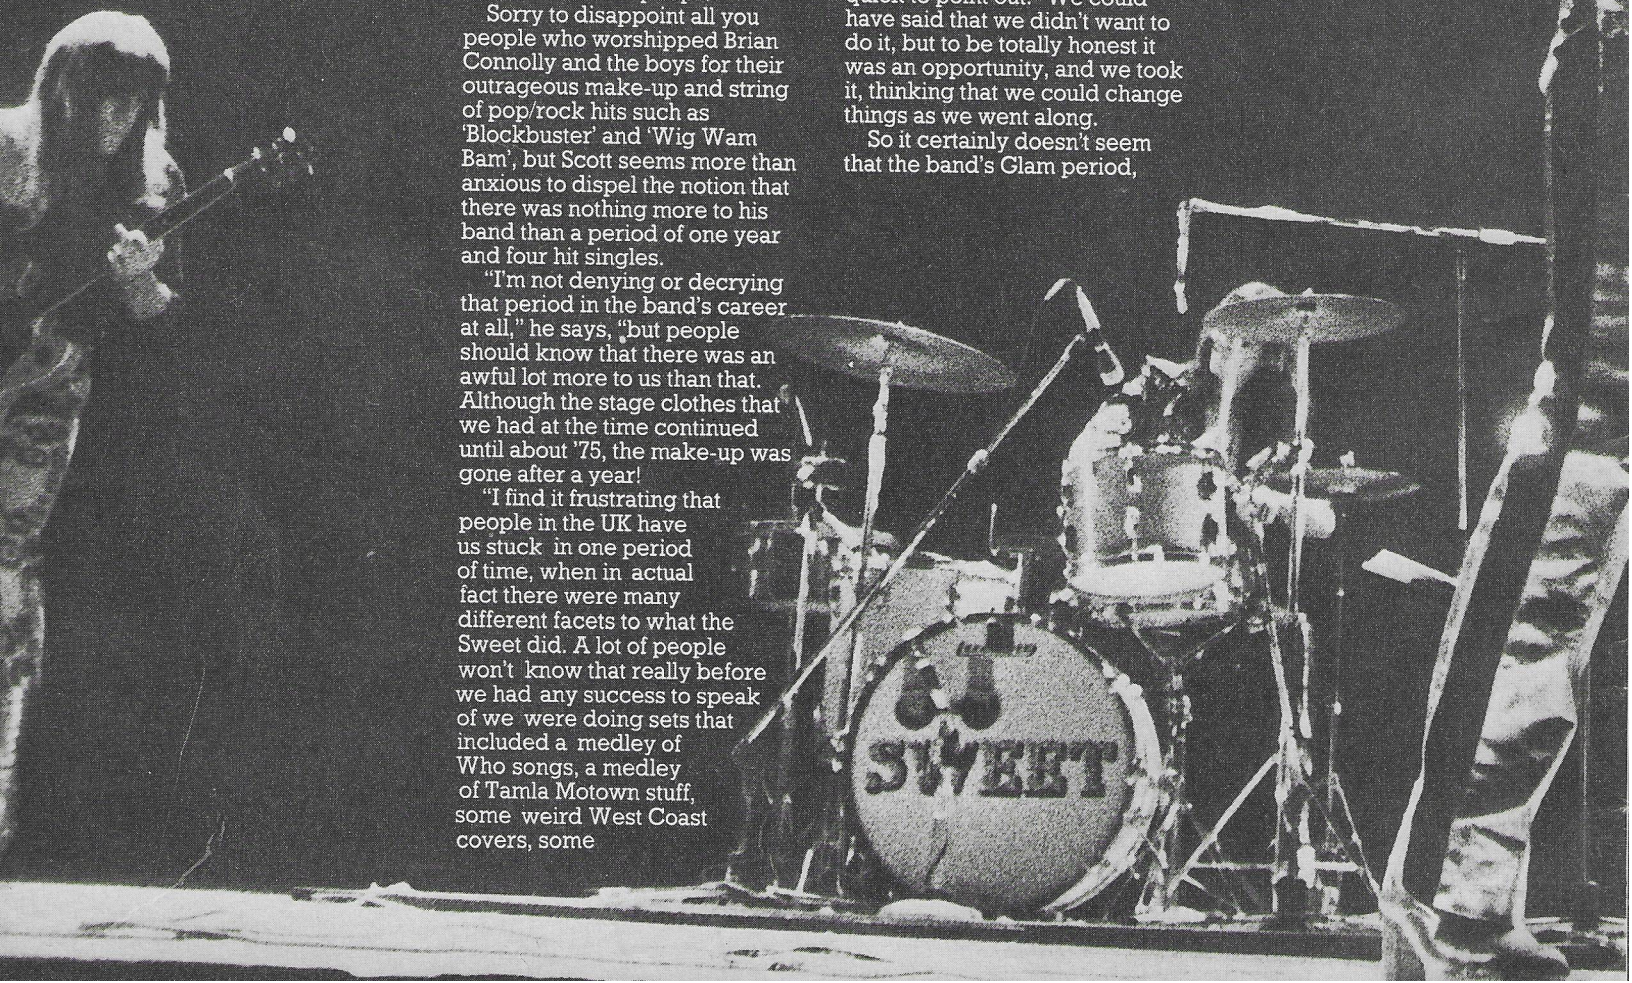 Sorry to disappoint all you
people who worshipped Brian
Connolly and the boys for their
outrageous make-up and string
of pop/rock hits such as
‘Blockbuster’ and ‘Wig Wam
Bam’, but Scott seems more than
anxious to dispel the notion that
there was nothing more to his
band than a period of one year
and four hit singles.
“I’m not denying or decrying
that period in the band’s career
at all,” he says, “but people
should know that there was an
awful lot more to us than that.
Although the stage clothes that
we had at the time continued
until about ’75, the make-up was
gone after a year!
“I find it frustrating that
people in the UK have
us stuck in one period
of time, when in actual
fact there were many
different facets to what the
Sweet did. A lot of people
won’t know that really before
we had any success to speak
of we were doing sets that
included a medley of
Who songs, a medley
of Tamla Motown stuff,
some weird West Coast
covers, some
quick to point out. “We could
have said that we didn’t want to
do it, but to be totally honest it
was an opportunity, and we took
it, thinking that we could change
things as we went along.
So it certainly doesn’t seem
that the band’s Glam period,
SWEET